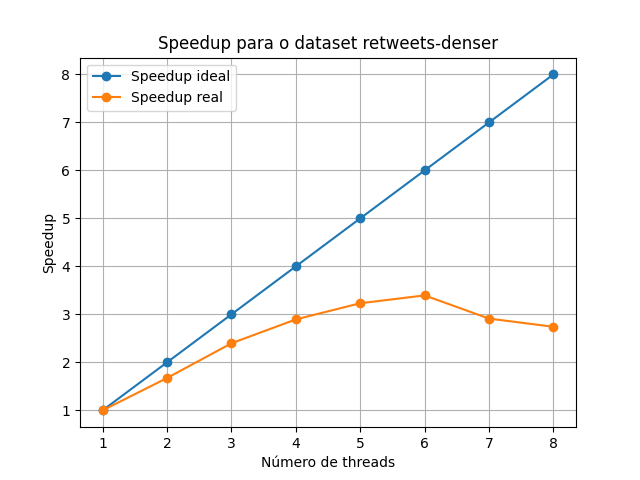 Speedup para o dataset retweets-denser
Speedup ideal
Speedup real
8
7
6
5
4
3
2
1
Speedup
1 2 3 4 5 6 7 8
Número de threads